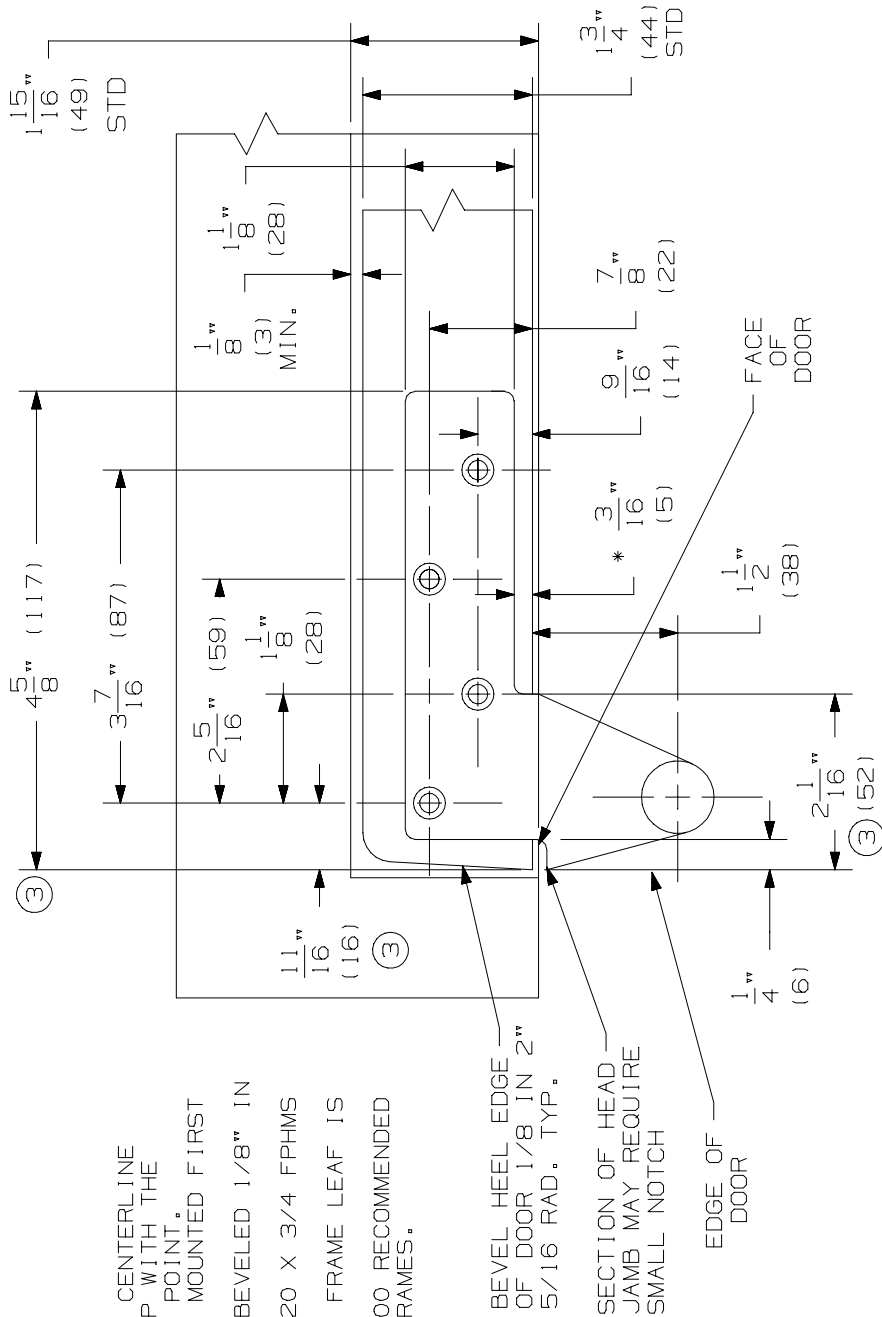 CENTERLINE
P WITH THE
POINT.
MOUNTED FIRST
BEVELED 1/8" IN
20 X 3/4 FPHMS
FRAME LEAF IS
00 RECOMMENDED
RAMES.
BEVEL HEEL EDGE
OF DOOR 1/8 IN 2"
5/16 RAD. TYP.
SECTION OF HEAD
JAMB MAY REQUIRE
SMALL NOTCH
EDGE OF
DOOR
3
4 5/8" (117)
3 7/16" (87)
2 5/16" (59)
1 1/8"
(28)
11/16"
(16)
3
1 15/16"
(49)
STD
1 1/8"
(28)
1/8"
(3)
MIN.
1 3/4"
(44)
STD
7/8"
(22)
9/16"
(14)
* 3/16"
(5)
1 1/2"
(38)
FACE
OF
DOOR
1/4"
(6)
2 1/16"
3 (52)